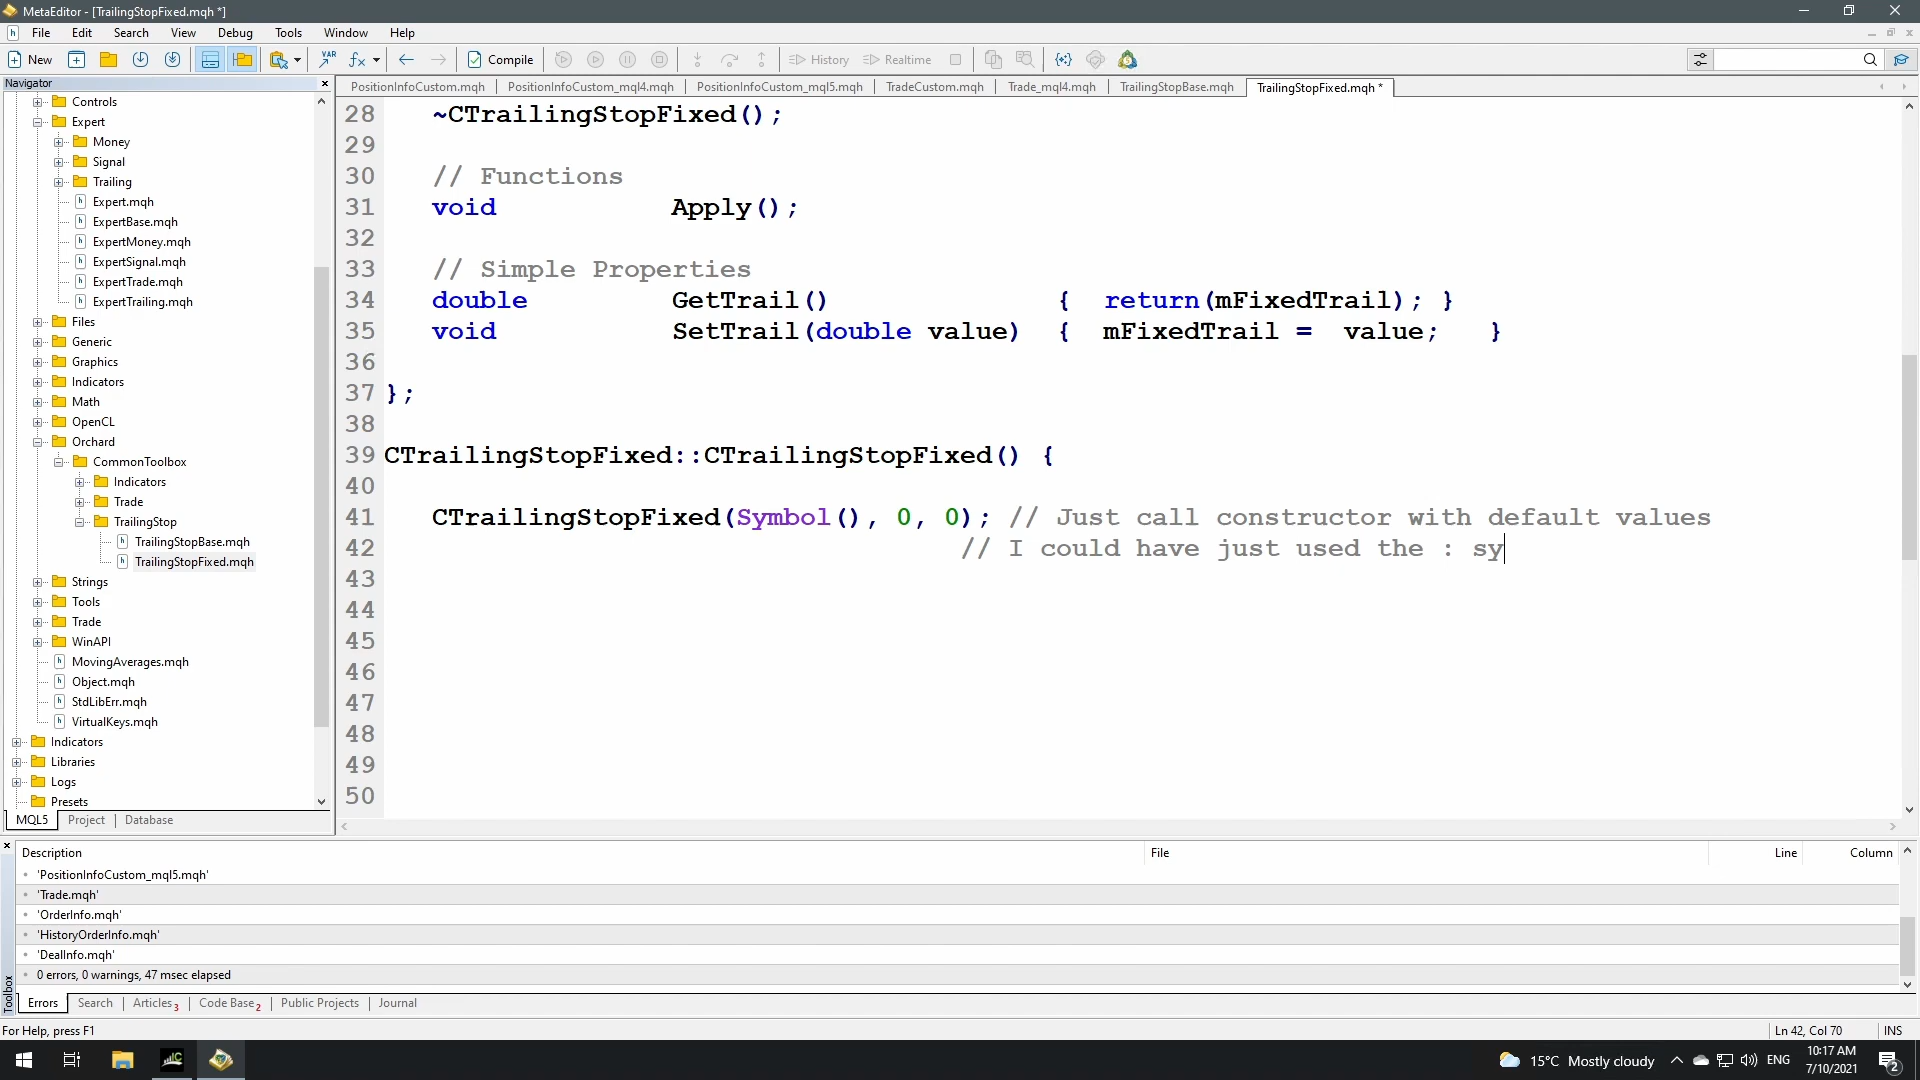 MetaEditor - [TrailingStopFixed.mqh *]
File Edit Search View Debug Tools Window Help
New VAR Compile History Realtime
Navigator
PositionInfoCustom.mqh PositionInfoCustom_mql4.mqh PositionInfoCustom_mql5.mqh TradeCustom.mqh Trade_mql4.mqh TrailingStopBase.mqh TrailingStopFixed.mqh *
Controls
Expert
Money
Signal
Trailing
Expert.mqh
ExpertBase.mqh
ExpertMoney.mqh
ExpertSignal.mqh
ExpertTrade.mqh
ExpertTrailing.mqh
Files
Generic
Graphics
Indicators
Math
OpenCL
Orchard
CommonToolbox
Indicators
Trade
TrailingStop
TrailingStopBase.mqh
TrailingStopFixed.mqh
Strings
Tools
Trade
WinAPI
MovingAverages.mqh
Object.mqh
StdLibErr.mqh
VirtualKeys.mqh
Indicators
Libraries
Logs
Presets
MQL5 Project Database
28 ~CTrailingStopFixed();
29
30 // Functions
31 void Apply();
32
33 // Simple Properties
34 double GetTrail() { return(mFixedTrail); }
35 void SetTrail(double value) { mFixedTrail = value; }
36
37 };
38
39 CTrailingStopFixed::CTrailingStopFixed() {
40
41 CTrailingStopFixed(Symbol(), 0, 0); // Just call constructor with default values
42 // I could have just used the : sy
43
44
45
46
47
48
49
50
Description File Line Column
'PositionInfoCustom_mql5.mqh'
'Trade.mqh'
'OrderInfo.mqh'
'HistoryOrderInfo.mqh'
'DealInfo.mqh'
0 errors, 0 warnings, 47 msec elapsed
Toolbox
Errors Search Articles 3 Code Base 2 Public Projects Journal
For Help, press F1 Ln 42, Col 70 INS
15°C Mostly cloudy ENG 10:17 AM
7/10/2021
2